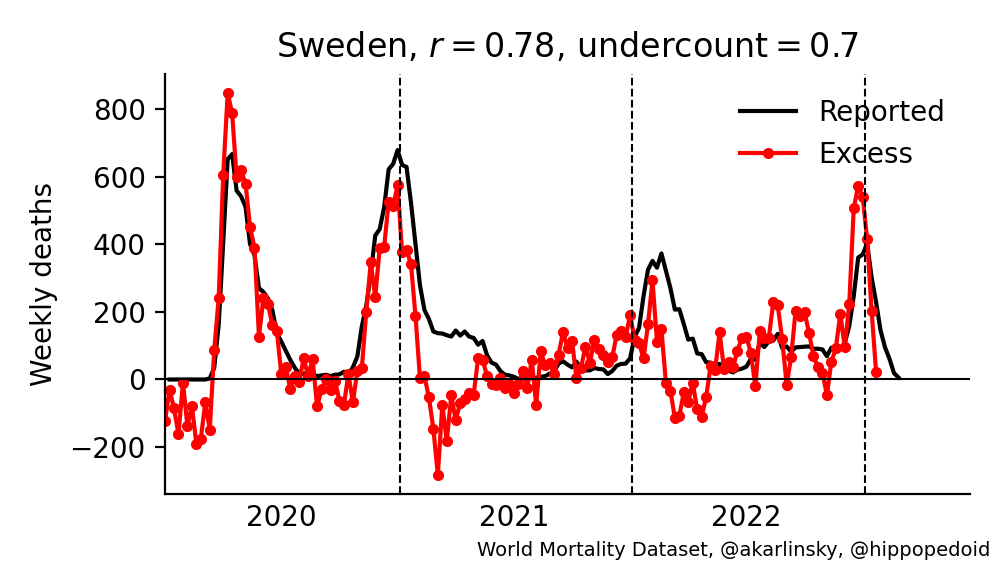 Sweden, r = 0.78, undercount = 0.7
800
600
400
200
0
−200
Weekly deaths
Reported
Excess
2020 2021 2022
World Mortality Dataset, @akarlinsky, @hippopedoid